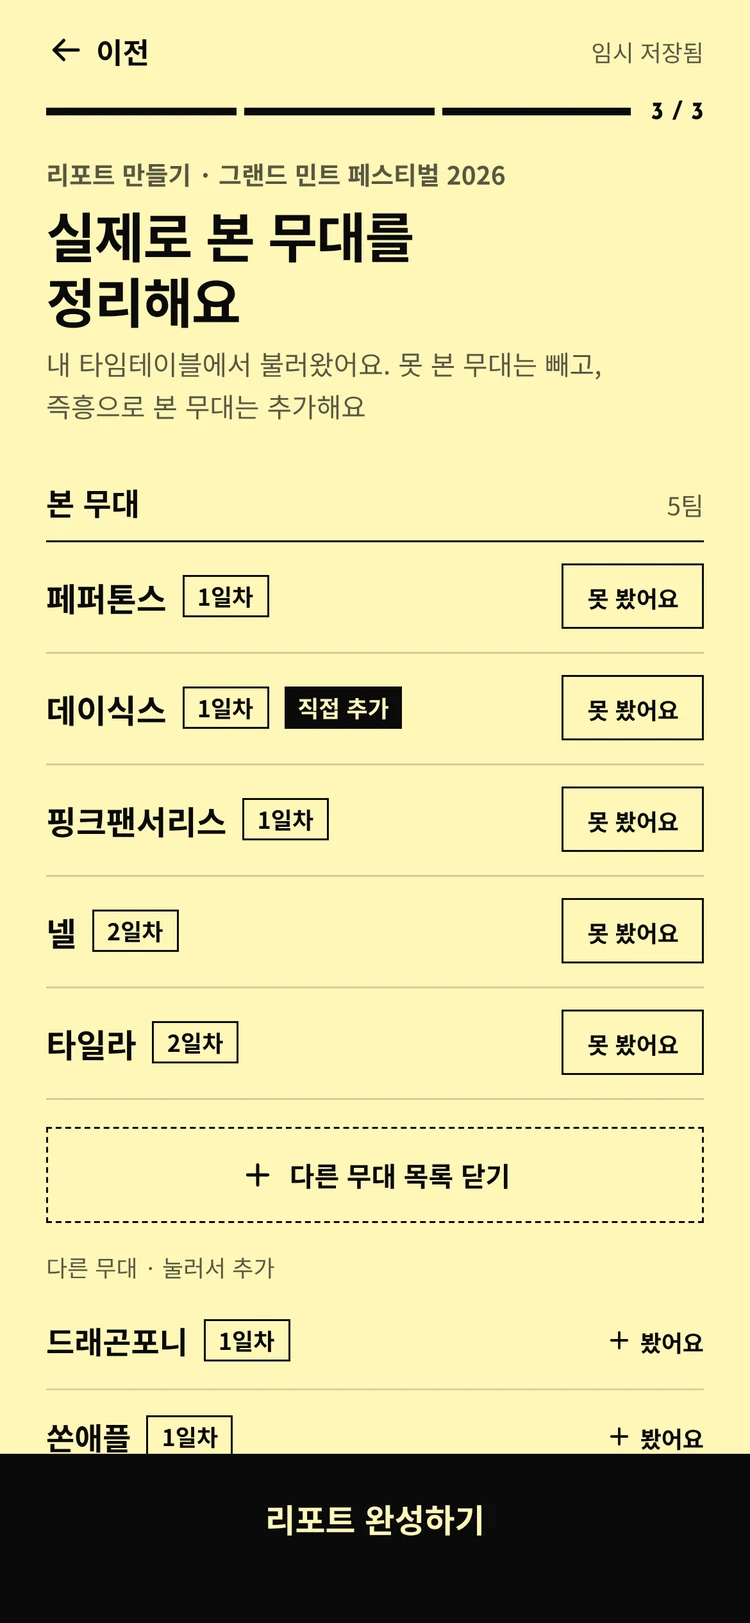 이전
임시 저장됨
3 / 3
리포트 만들기 · 그랜드 민트 페스티벌 2026
실제로 본 무대를
정리해요
내 타임테이블에서 불러왔어요. 못 본 무대는 빼고,
즉흥으로 본 무대는 추가해요
본 무대 5팀
페퍼톤스 1일차 못 봤어요
데이식스 1일차 직접 추가 못 봤어요
핑크팬서리스 1일차 못 봤어요
넬 2일차 못 봤어요
타일라 2일차 못 봤어요
+ 다른 무대 목록 닫기
다른 무대 · 눌러서 추가
드래곤포니 1일차 + 봤어요
쏜애플 1일차 + 봤어요
리포트 완성하기